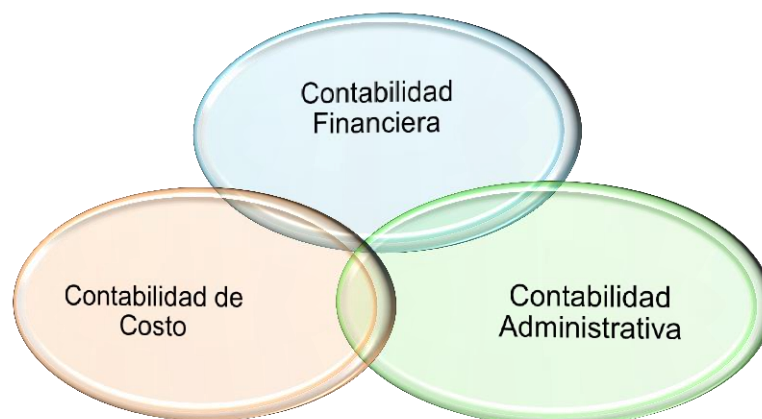 Contabilidad
Financiera
Contabilidad de
Costo
Contabilidad
Administrativa